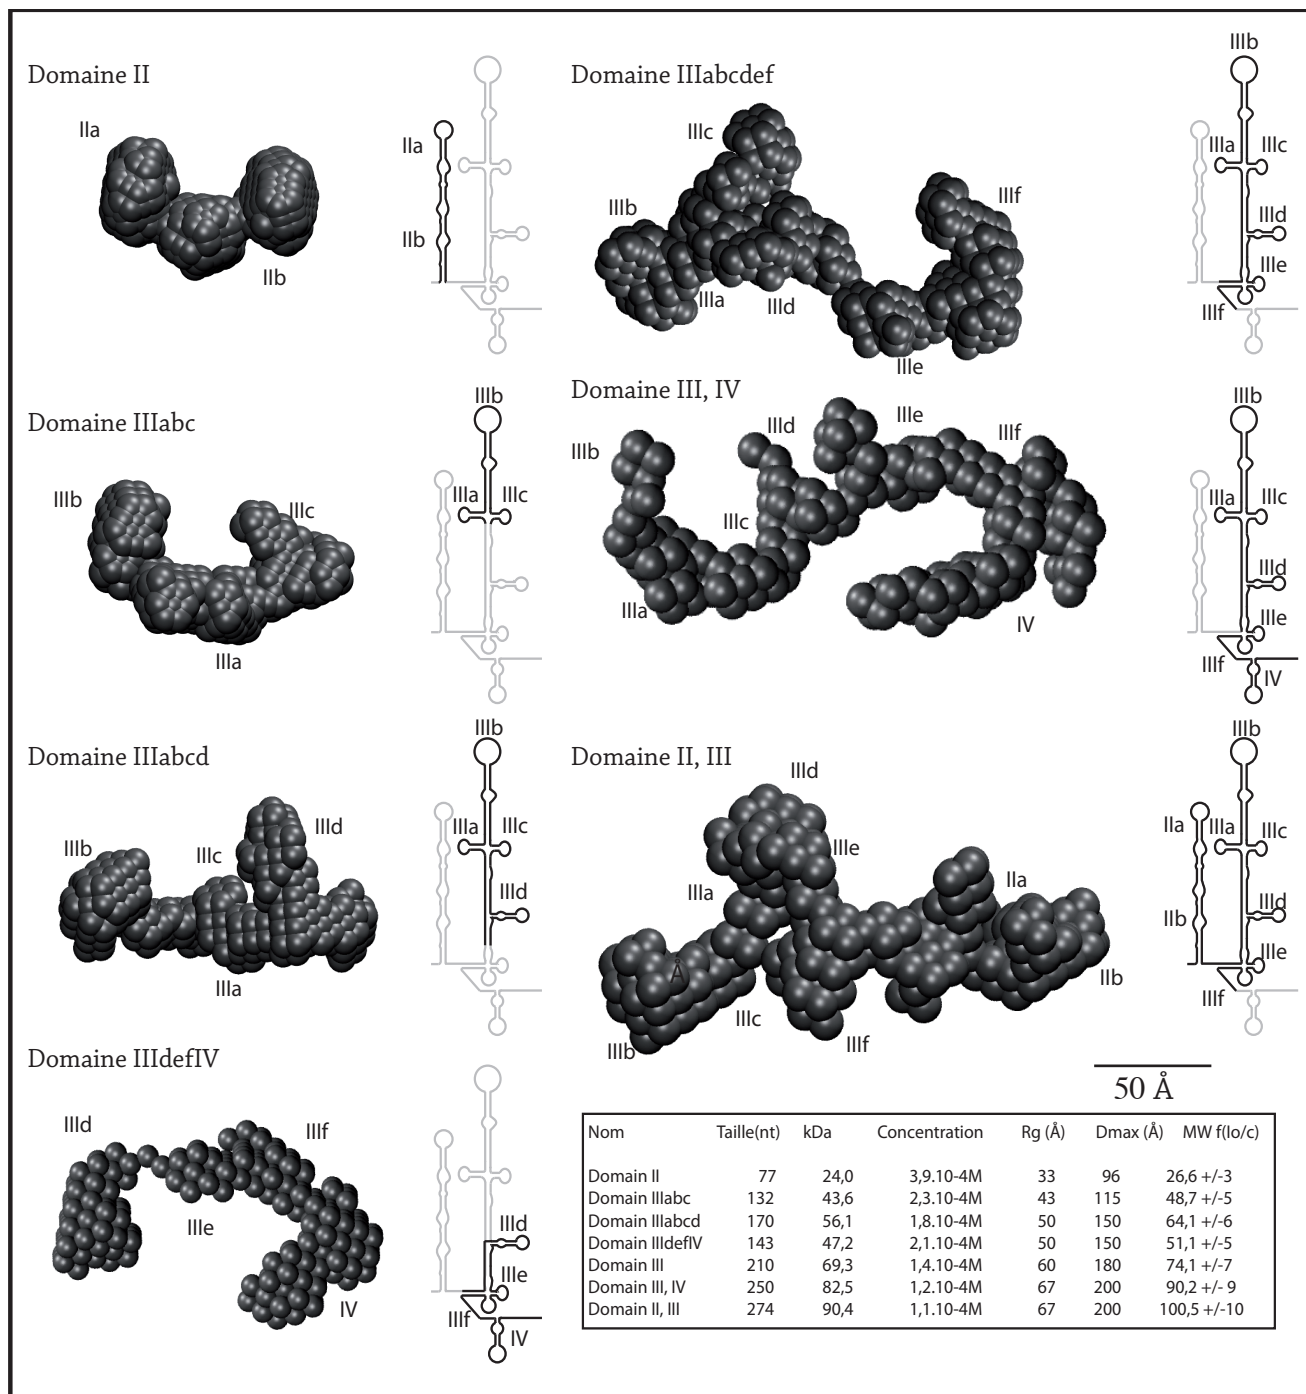 Domaine II
IIa
IIb
IIa
IIb
Domaine IIIabcdef
IIIc
IIIb
IIIf
IIIa
IIId
IIIe
IIIb
IIIa
IIIc
IIId
IIIe
IIIf
Domaine IIIabc
IIIb
IIIc
IIIa
IIIb
IIIa
IIIc
Domaine III, IV
IIIb
IIId
IIIe
IIIf
IIIc
IIIa
IV
IIIb
IIIa
IIIc
IIId
IIIe
IIIf
IV
Domaine IIIabcd
IIIb
IIIc
IIId
IIIa
IIIb
IIIa
IIIc
IIId
Domaine II, III
IIId
IIIe
IIIa
IIa
Å
IIb
IIIc
IIIb
IIIf
IIIb
IIa
IIIa
IIIc
IIb
IIId
IIIe
IIIf
Domaine IIIdefIV
IIId
IIIf
IIIe
IV
IIId
IIIe
IIIf
IV
50 Å
Nom Taille(nt) kDa Concentration Rg (Å) Dmax (Å) MW f(Io/c)
Domain II 77 24,0 3,9.10-4M 33 96 26,6 +/-3
Domain IIIabc 132 43,6 2,3.10-4M 43 115 48,7 +/-5
Domain IIIabcd 170 56,1 1,8.10-4M 50 150 64,1 +/-6
Domain IIIdefIV 143 47,2 2,1.10-4M 50 150 51,1 +/-5
Domain III 210 69,3 1,4.10-4M 60 180 74,1 +/-7
Domain III, IV 250 82,5 1,2.10-4M 67 200 90,2 +/- 9
Domain II, III 274 90,4 1,1.10-4M 67 200 100,5 +/-10